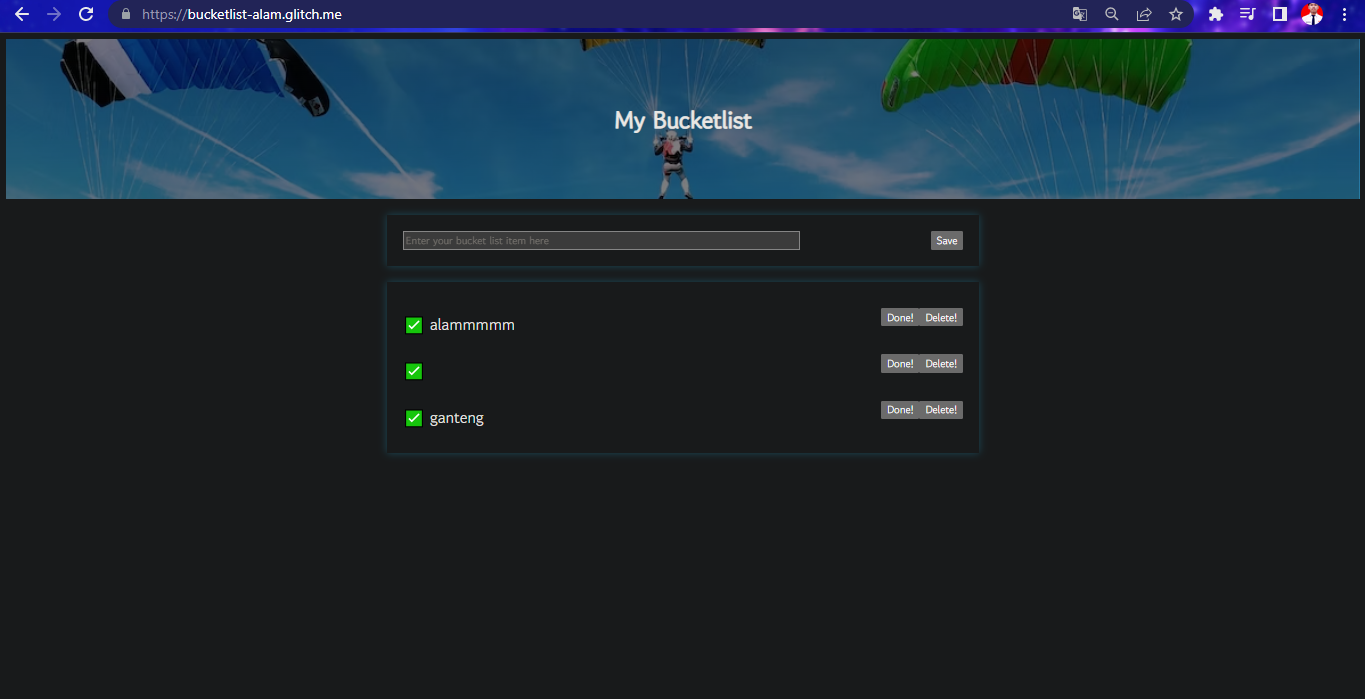 https://bucketlist-alam.glitch.me
My Bucketlist
Enter your bucket list item here
Save
✅ alammmmm
Done! Delete!
✅
Done! Delete!
✅ ganteng
Done! Delete!